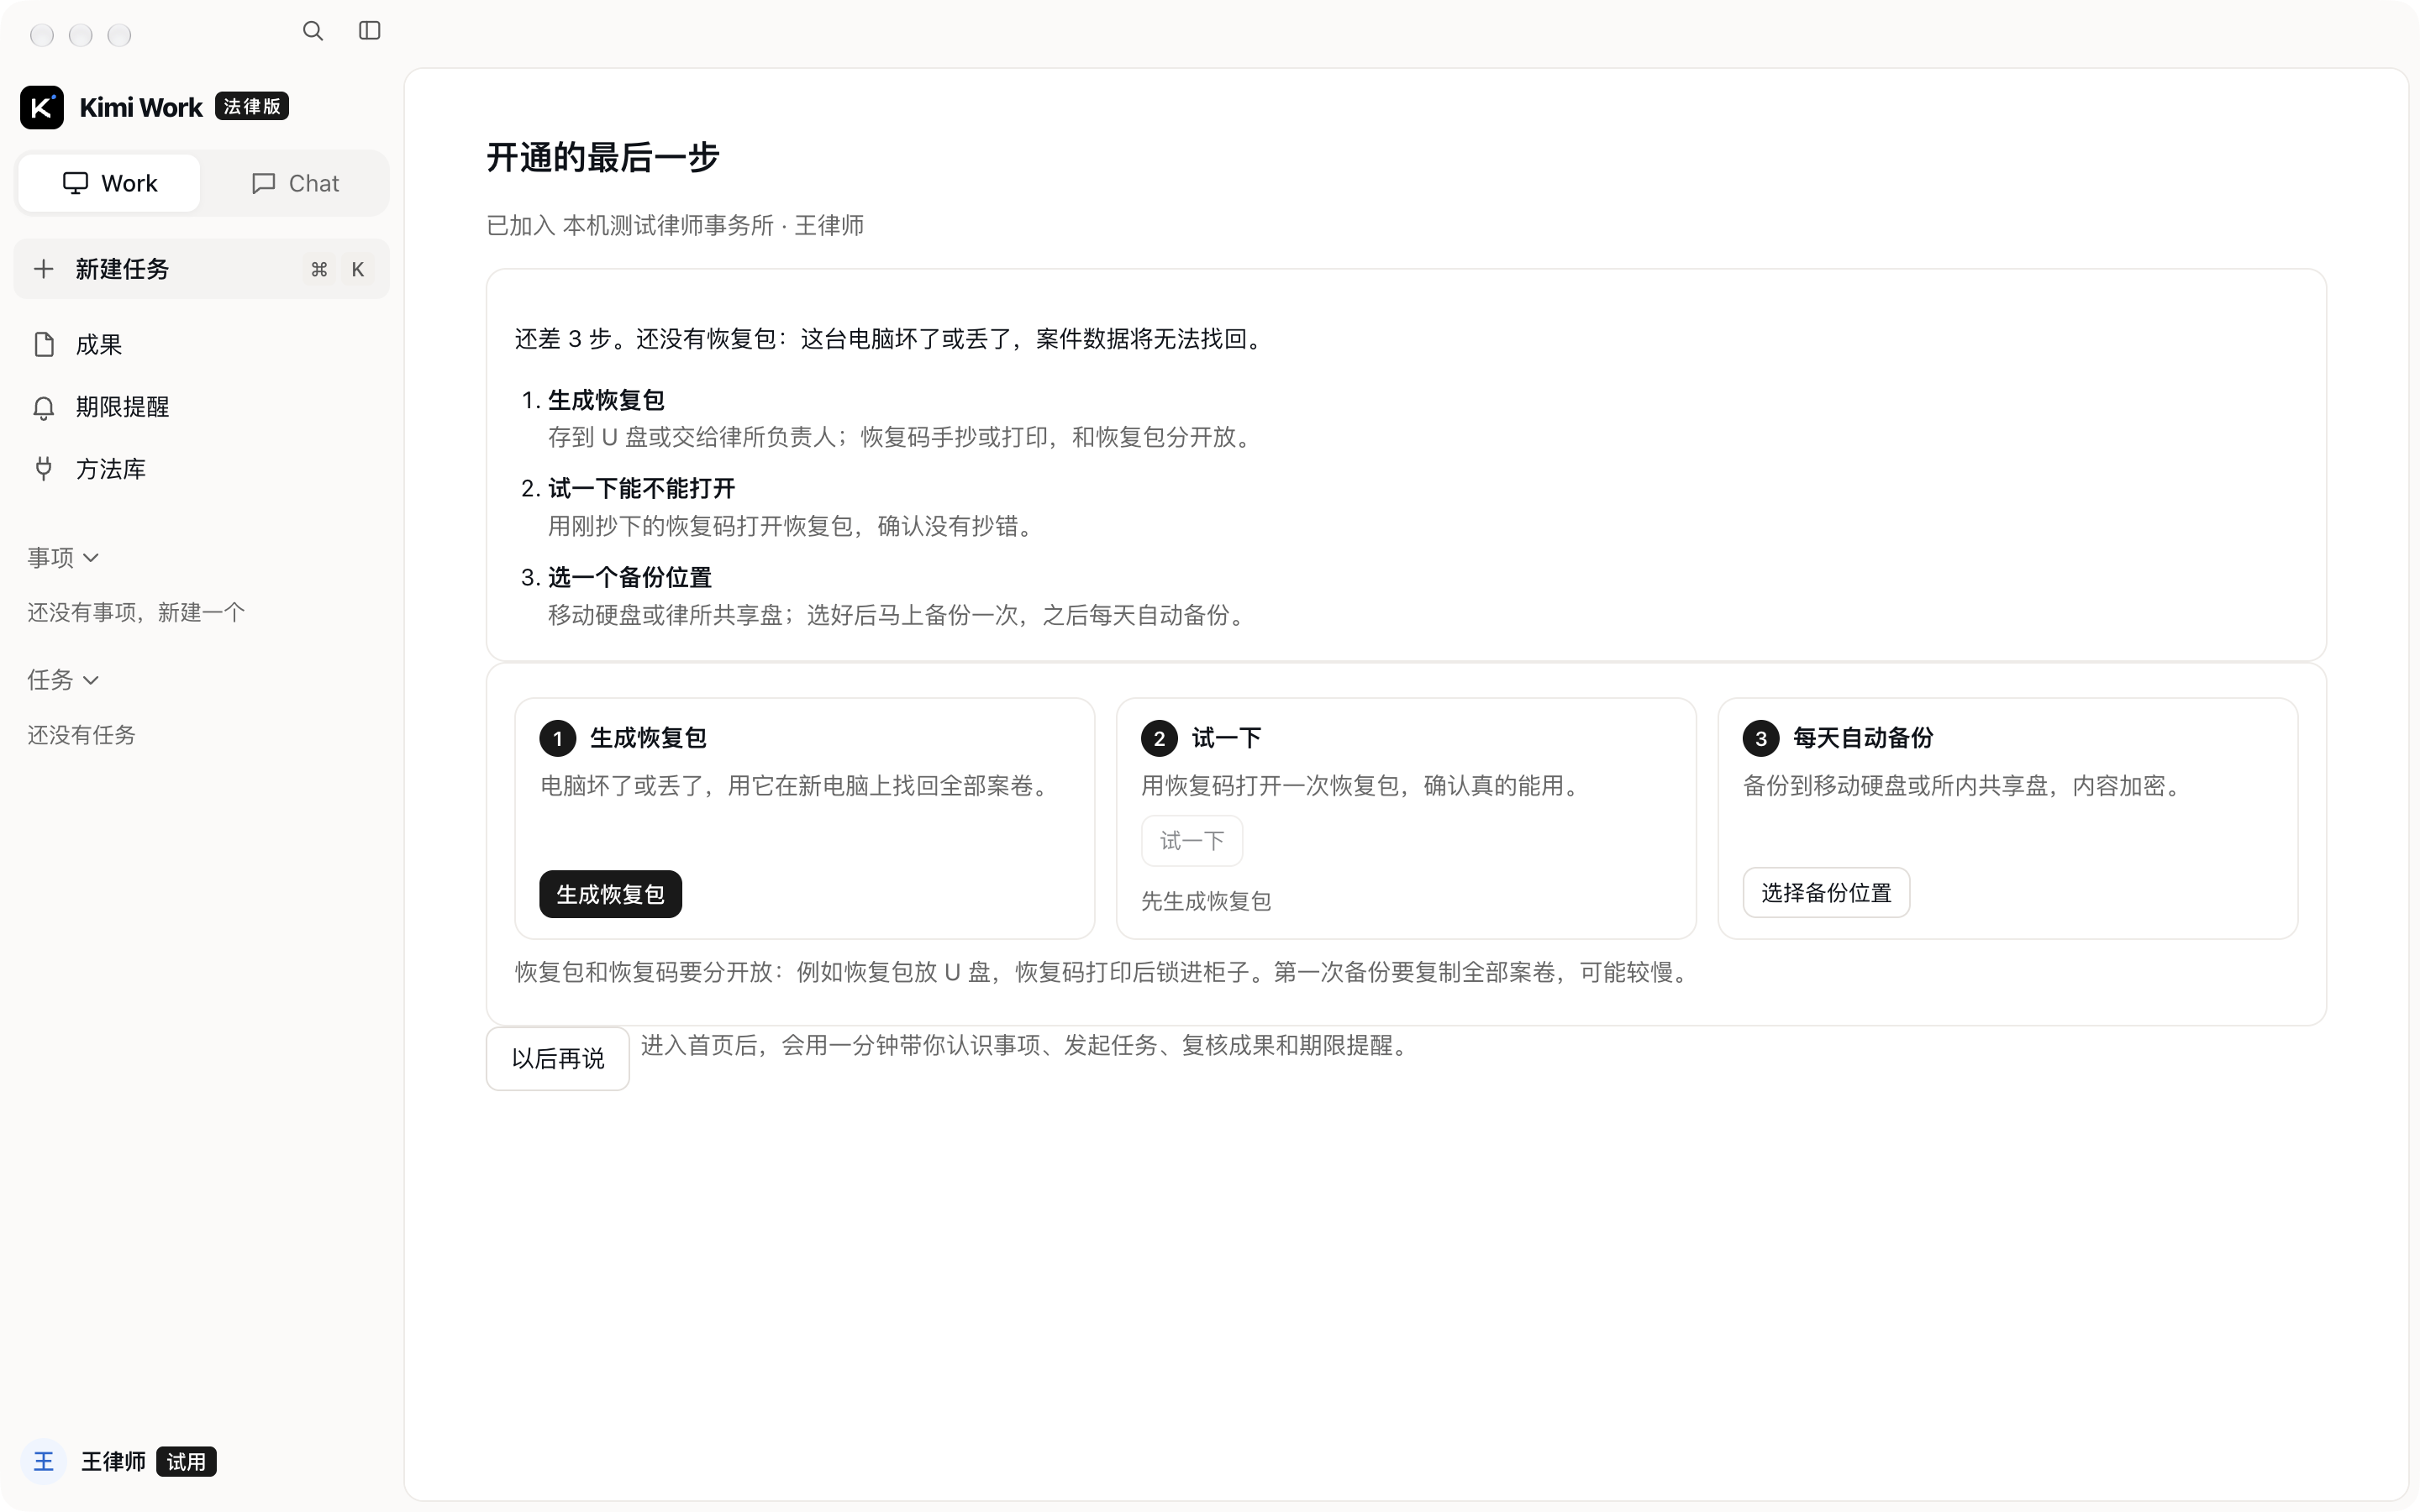 Kimi Work 法律版
Work
Chat
新建任务 ⌘ K
成果
期限提醒
方法库
事项
还没有事项，新建一个
任务
还没有任务
王 王律师 试用
开通的最后一步
已加入 本机测试律师事务所 · 王律师
还差 3 步。还没有恢复包：这台电脑坏了或丢了，案件数据将无法找回。
1. 生成恢复包
存到 U 盘或交给律所负责人；恢复码手抄或打印，和恢复包分开放。
2. 试一下能不能打开
用刚抄下的恢复码打开恢复包，确认没有抄错。
3. 选一个备份位置
移动硬盘或律所共享盘；选好后马上备份一次，之后每天自动备份。
1 生成恢复包
电脑坏了或丢了，用它在新电脑上找回全部案卷。
生成恢复包
2 试一下
用恢复码打开一次恢复包，确认真的能用。
试一下
先生成恢复包
3 每天自动备份
备份到移动硬盘或所内共享盘，内容加密。
选择备份位置
恢复包和恢复码要分开放：例如恢复包放 U 盘，恢复码打印后锁进柜子。第一次备份要复制全部案卷，可能较慢。
以后再说
进入首页后，会用一分钟带你认识事项、发起任务、复核成果和期限提醒。